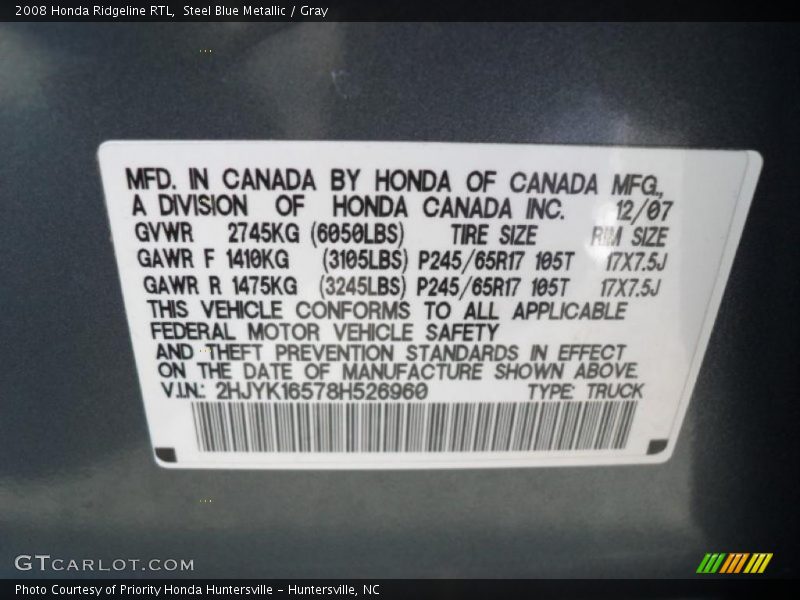 2008 Honda Ridgeline RTL,  Steel Blue Metallic / Gray
MFD. IN CANADA BY HONDA OF CANADA MFG.,
A DIVISION OF HONDA CANADA INC. 12/07
GVWR 2745KG (6050LBS) TIRE SIZE RIM SIZE
GAWR F 1410KG (3105LBS) P245/65R17 105T 17X7.5J
GAWR R 1475KG (3245LBS) P245/65R17 105T 17X7.5J
THIS VEHICLE CONFORMS TO ALL APPLICABLE
FEDERAL MOTOR VEHICLE SAFETY
AND THEFT PREVENTION STANDARDS IN EFFECT
ON THE DATE OF MANUFACTURE SHOWN ABOVE.
V.I.N.: 2HJYK16578H526960 TYPE: TRUCK
GTCARLOT.COM
Photo Courtesy of Priority Honda Huntersville - Huntersville, NC